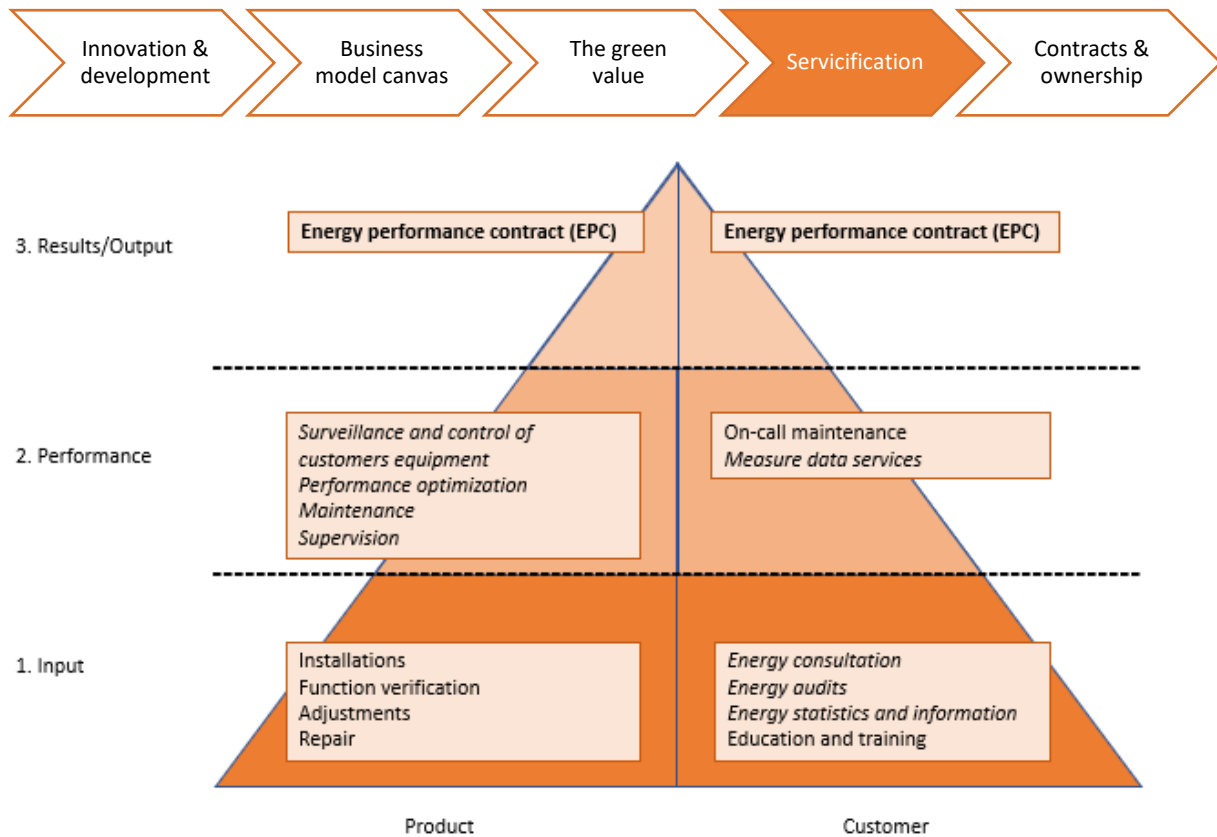 Innovation &
development
Business
model canvas
The green
value
Servicification
Contracts &
ownership
3. Results/Output
Energy performance contract (EPC)
Energy performance contract (EPC)
2. Performance
Surveillance and control of
customers equipment
Performance optimization
Maintenance
Supervision
On-call maintenance
Measure data services
1. Input
Installations
Function verification
Adjustments
Repair
Energy consultation
Energy audits
Energy statistics and information
Education and training
Product
Customer